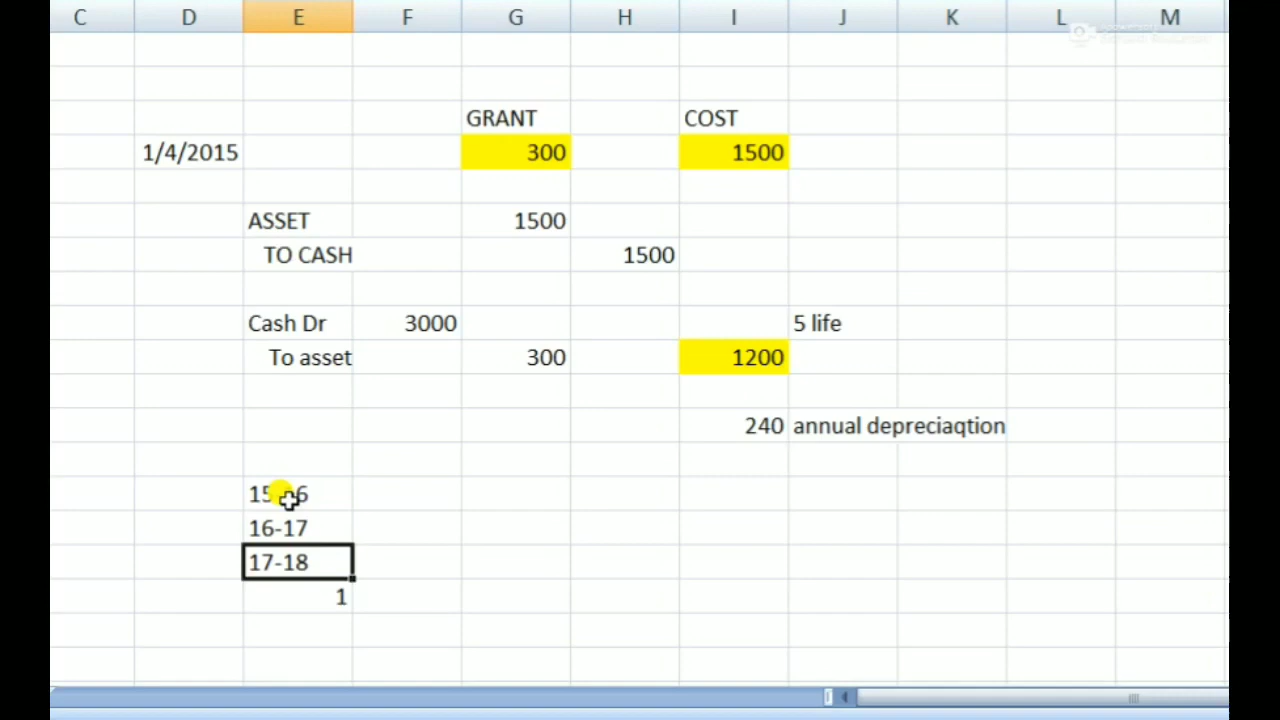 C D E F G H I J K L M
GRANT COST
1/4/2015 300 1500
ASSET 1500
TO CASH 1500
Cash Dr 3000 5 life
To asset 300 1200
240 annual depreciaqtion
16-17
17-18
1